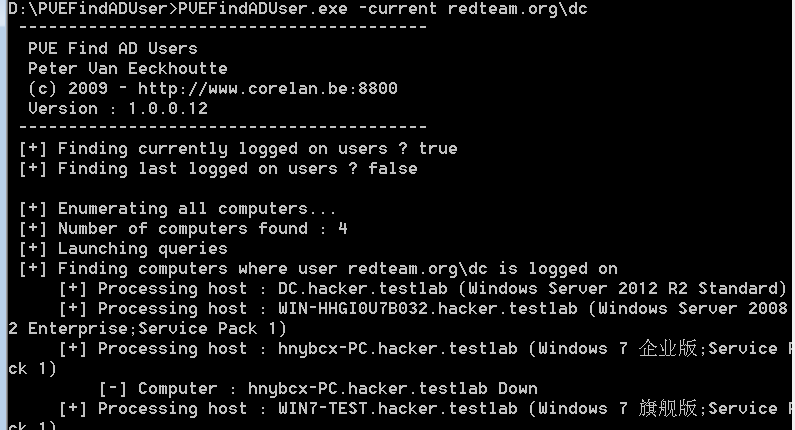 D:\PVEFindADUser>PVEFindADUser.exe -current redteam.org\dc
-----------------------------------------
PVE Find AD Users
Peter Van Eeckhoutte
(c) 2009 - http://www.corelan.be:8800
Version : 1.0.0.12
-----------------------------------------
[+] Finding currently logged on users ? true
[+] Finding last logged on users ? false
[+] Enumerating all computers...
[+] Number of computers found : 4
[+] Launching queries
[+] Finding computers where user redteam.org\dc is logged on
[+] Processing host : DC.hacker.testlab (Windows Server 2012 R2 Standard)
[+] Processing host : WIN-HHGI0U7B032.hacker.testlab (Windows Server 2008
2 Enterprise;Service Pack 1)
[+] Processing host : hnybcx-PC.hacker.testlab (Windows 7 企业版;Service P
ck 1)
[-] Computer : hnybcx-PC.hacker.testlab Down
[+] Processing host : WIN7-TEST.hacker.testlab (Windows 7 旗舰版;Service P
ck 1)